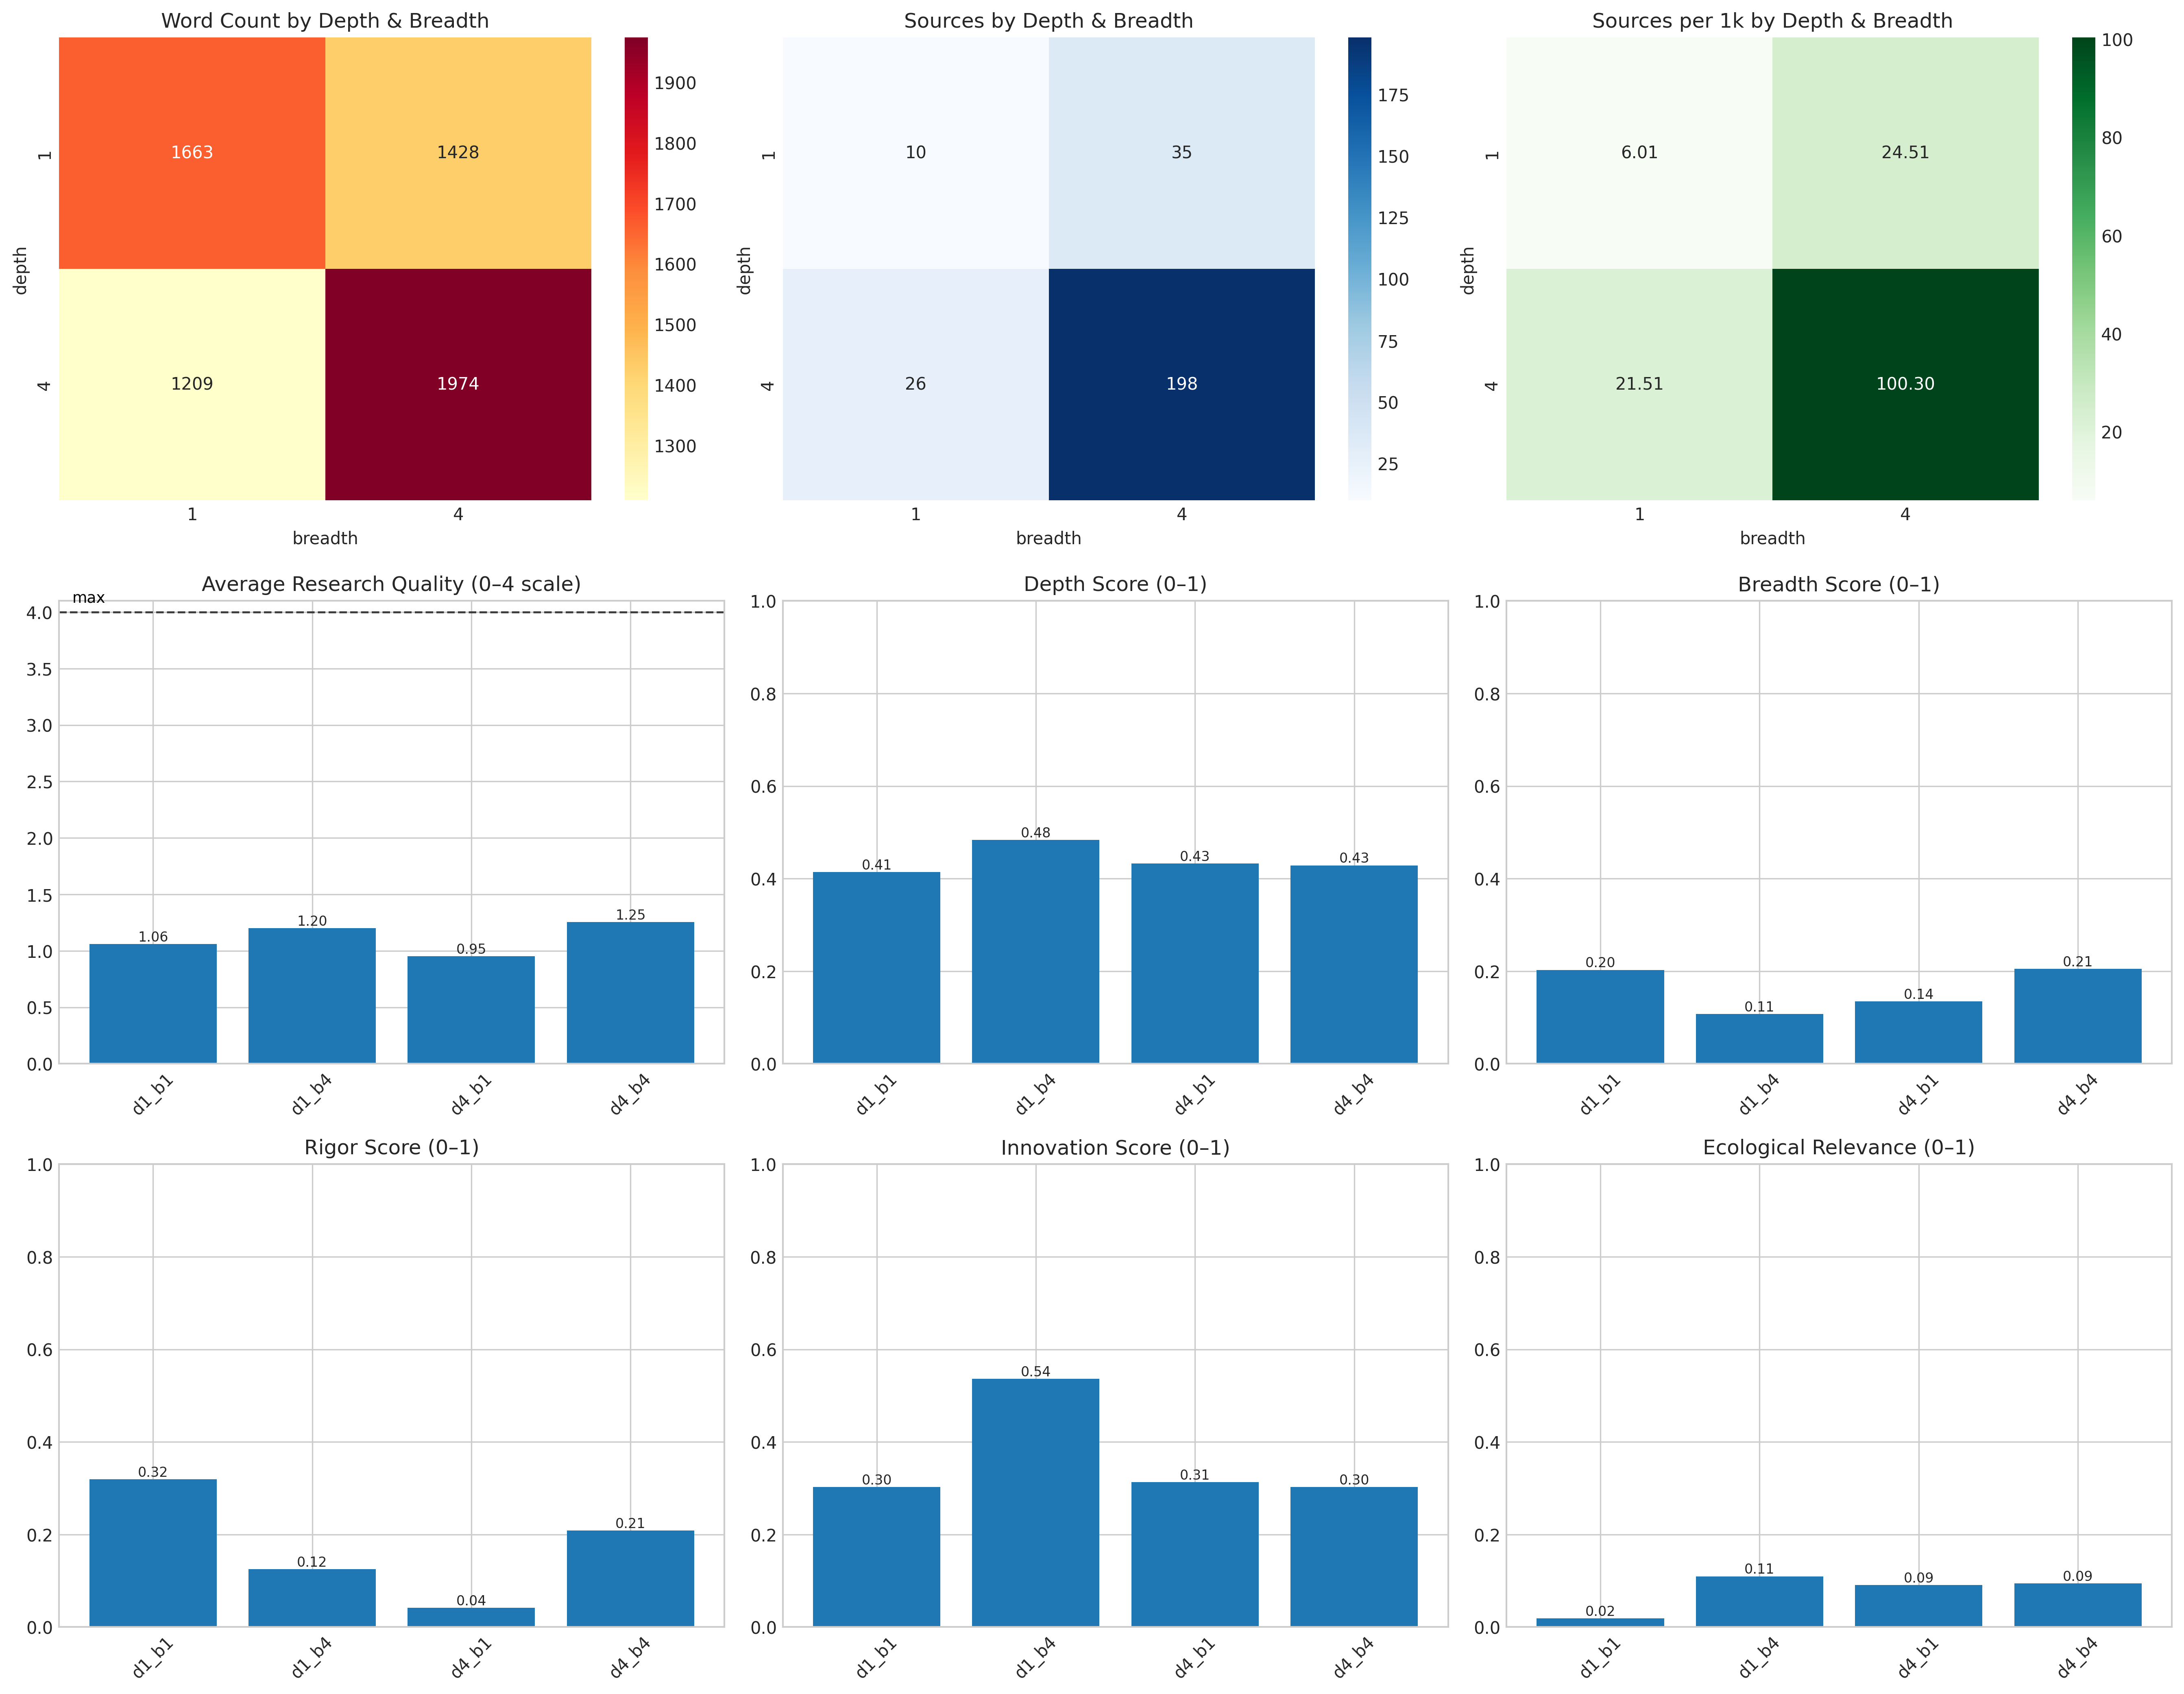 Word Count by Depth & Breadth
1663
1428
1209
1974
1
4
depth
1
4
breadth
1900
1800
1700
1600
1500
1400
1300
Sources by Depth & Breadth
10
35
26
198
1
4
depth
1
4
breadth
175
150
125
100
75
50
25
Sources per 1k by Depth & Breadth
6.01
24.51
21.51
100.30
1
4
depth
1
4
breadth
100
80
60
40
20
Average Research Quality (0–4 scale)
max
4.0
3.5
3.0
2.5
2.0
1.5
1.0
0.5
0.0
1.06
1.20
0.95
1.25
d1_b1
d1_b4
d4_b1
d4_b4
Depth Score (0–1)
1.0
0.8
0.6
0.4
0.2
0.0
0.41
0.48
0.43
0.43
d1_b1
d1_b4
d4_b1
d4_b4
Breadth Score (0–1)
1.0
0.8
0.6
0.4
0.2
0.0
0.20
0.11
0.14
0.21
d1_b1
d1_b4
d4_b1
d4_b4
Rigor Score (0–1)
1.0
0.8
0.6
0.4
0.2
0.0
0.32
0.12
0.04
0.21
d1_b1
d1_b4
d4_b1
d4_b4
Innovation Score (0–1)
1.0
0.8
0.6
0.4
0.2
0.0
0.30
0.54
0.31
0.30
d1_b1
d1_b4
d4_b1
d4_b4
Ecological Relevance (0–1)
1.0
0.8
0.6
0.4
0.2
0.0
0.02
0.11
0.09
0.09
d1_b1
d1_b4
d4_b1
d4_b4